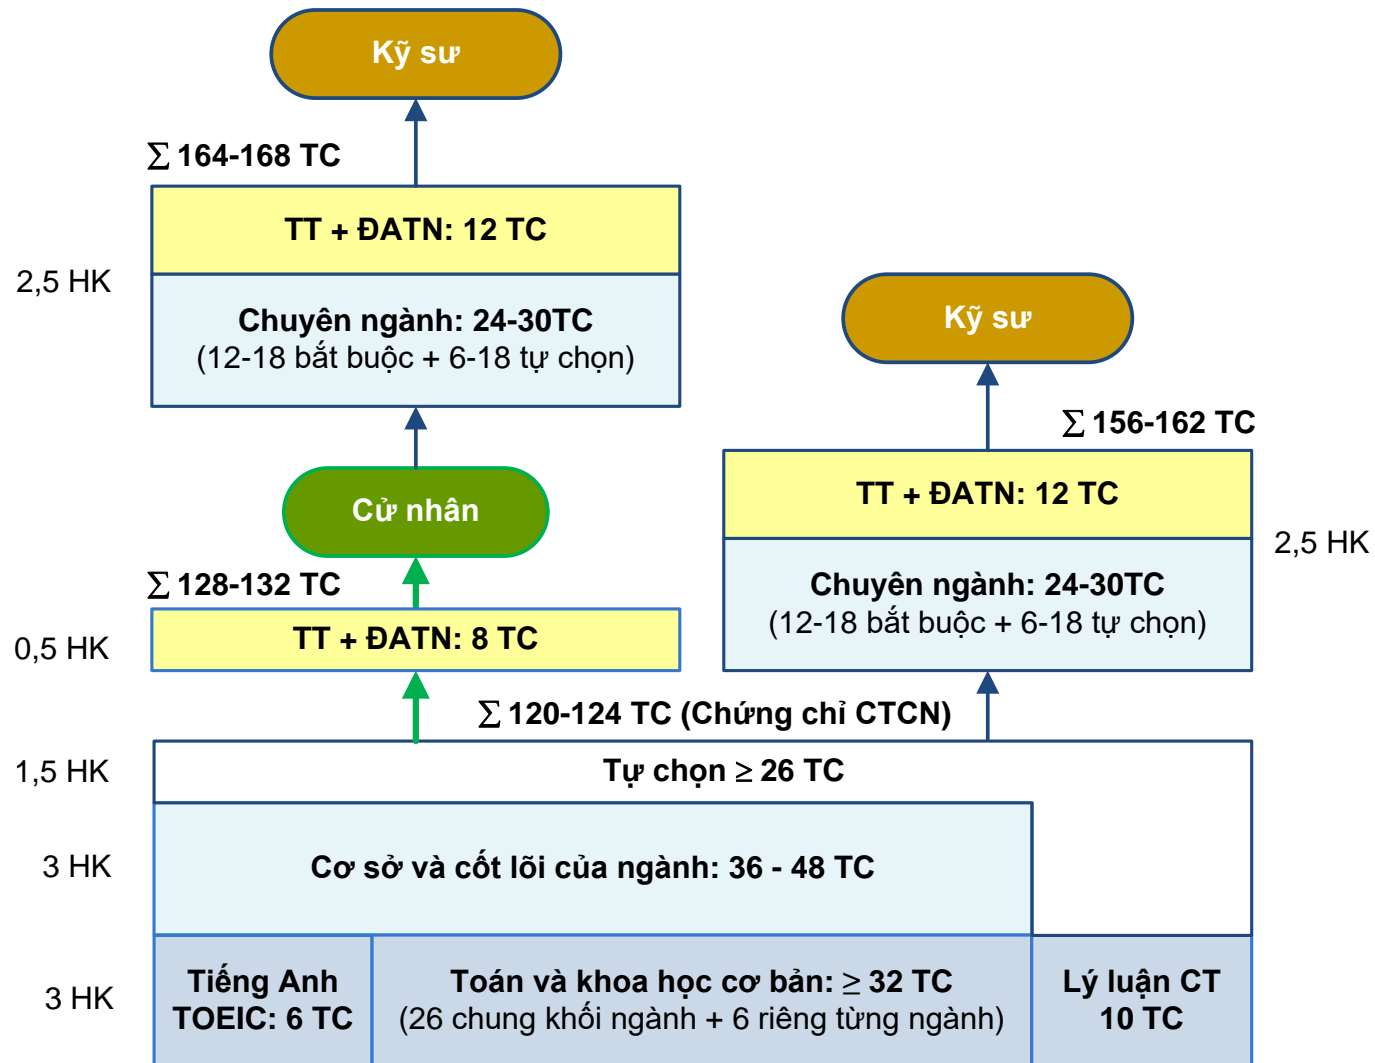 Kỹ sư
∑ 164-168 TC
TT + ĐATN: 12 TC
2,5 HK
Chuyên ngành: 24-30TC
(12-18 bắt buộc + 6-18 tự chọn)
Kỹ sư
∑ 156-162 TC
Cử nhân
TT + ĐATN: 12 TC
2,5 HK
∑ 128-132 TC
Chuyên ngành: 24-30TC
(12-18 bắt buộc + 6-18 tự chọn)
0,5 HK
TT + ĐATN: 8 TC
∑ 120-124 TC (Chứng chỉ CTCN)
1,5 HK
Tự chọn ≥ 26 TC
3 HK
Cơ sở và cốt lõi của ngành: 36 - 48 TC
3 HK
Tiếng Anh
TOEIC: 6 TC
Toán và khoa học cơ bản: ≥ 32 TC
(26 chung khối ngành + 6 riêng từng ngành)
Lý luận CT
10 TC